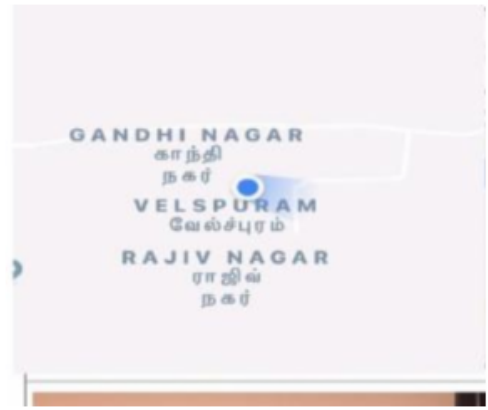 GANDHI NAGAR
காந்தி
நகர்
VELSPURAM
வேல்ச்புரம்
RAJIV NAGAR
ராஜிவ்
நகர்